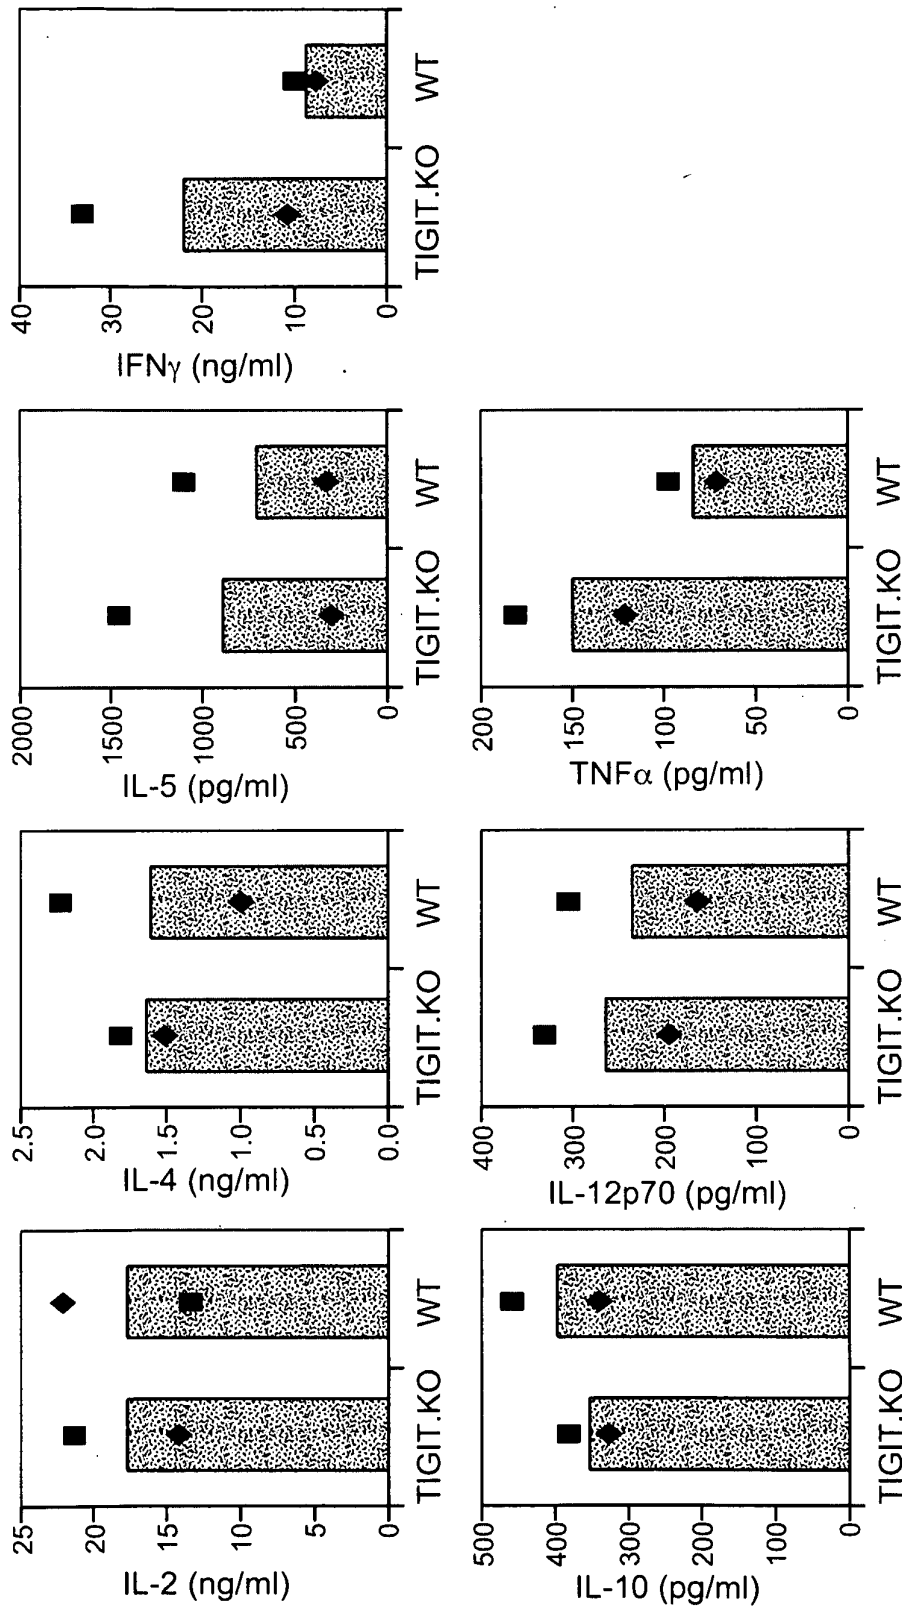 25
20
15
10
5
0
IL-2 (ng/ml)
TIGIT.KO WT
2.5
2.0
1.5
1.0
0.5
0.0
IL-4 (ng/ml)
TIGIT.KO WT
2000
1500
1000
500
0
IL-5 (pg/ml)
TIGIT.KO WT
40
30
20
10
0
IFNγ (ng/ml)
TIGIT.KO WT
500
400
300
200
100
0
IL-10 (pg/ml)
TIGIT.KO WT
400
300
200
100
0
IL-12p70 (pg/ml)
TIGIT.KO WT
200
150
100
50
0
TNFα (pg/ml)
TIGIT.KO WT